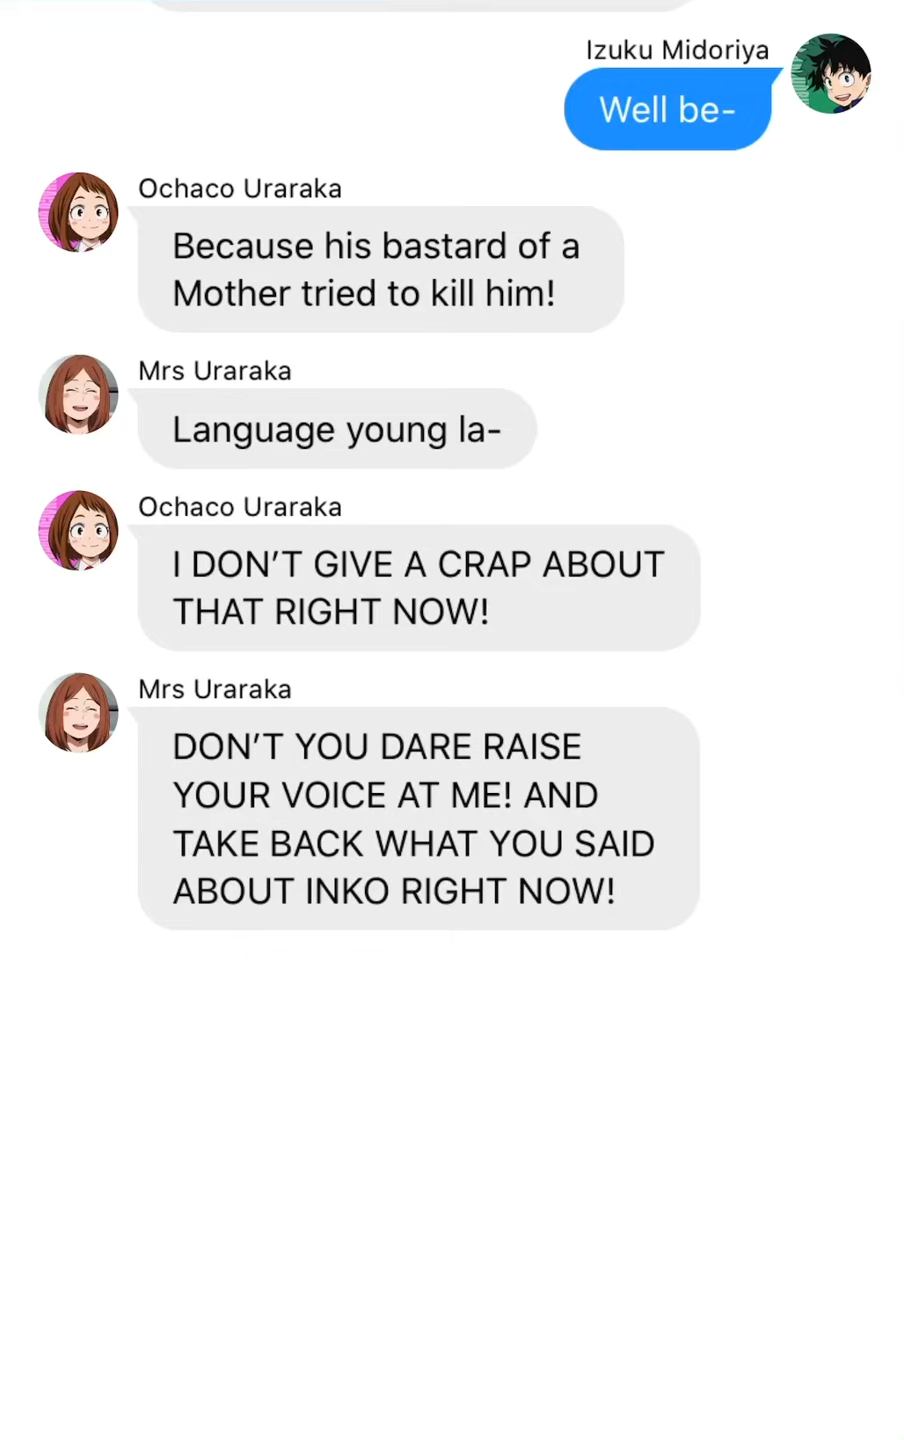 Izuku Midoriya
Well be-
Ochaco Uraraka
Because his bastard of a
Mother tried to kill him!
Mrs Uraraka
Language young la-
Ochaco Uraraka
I DON’T GIVE A CRAP ABOUT
THAT RIGHT NOW!
Mrs Uraraka
DON’T YOU DARE RAISE
YOUR VOICE AT ME! AND
TAKE BACK WHAT YOU SAID
ABOUT INKO RIGHT NOW!